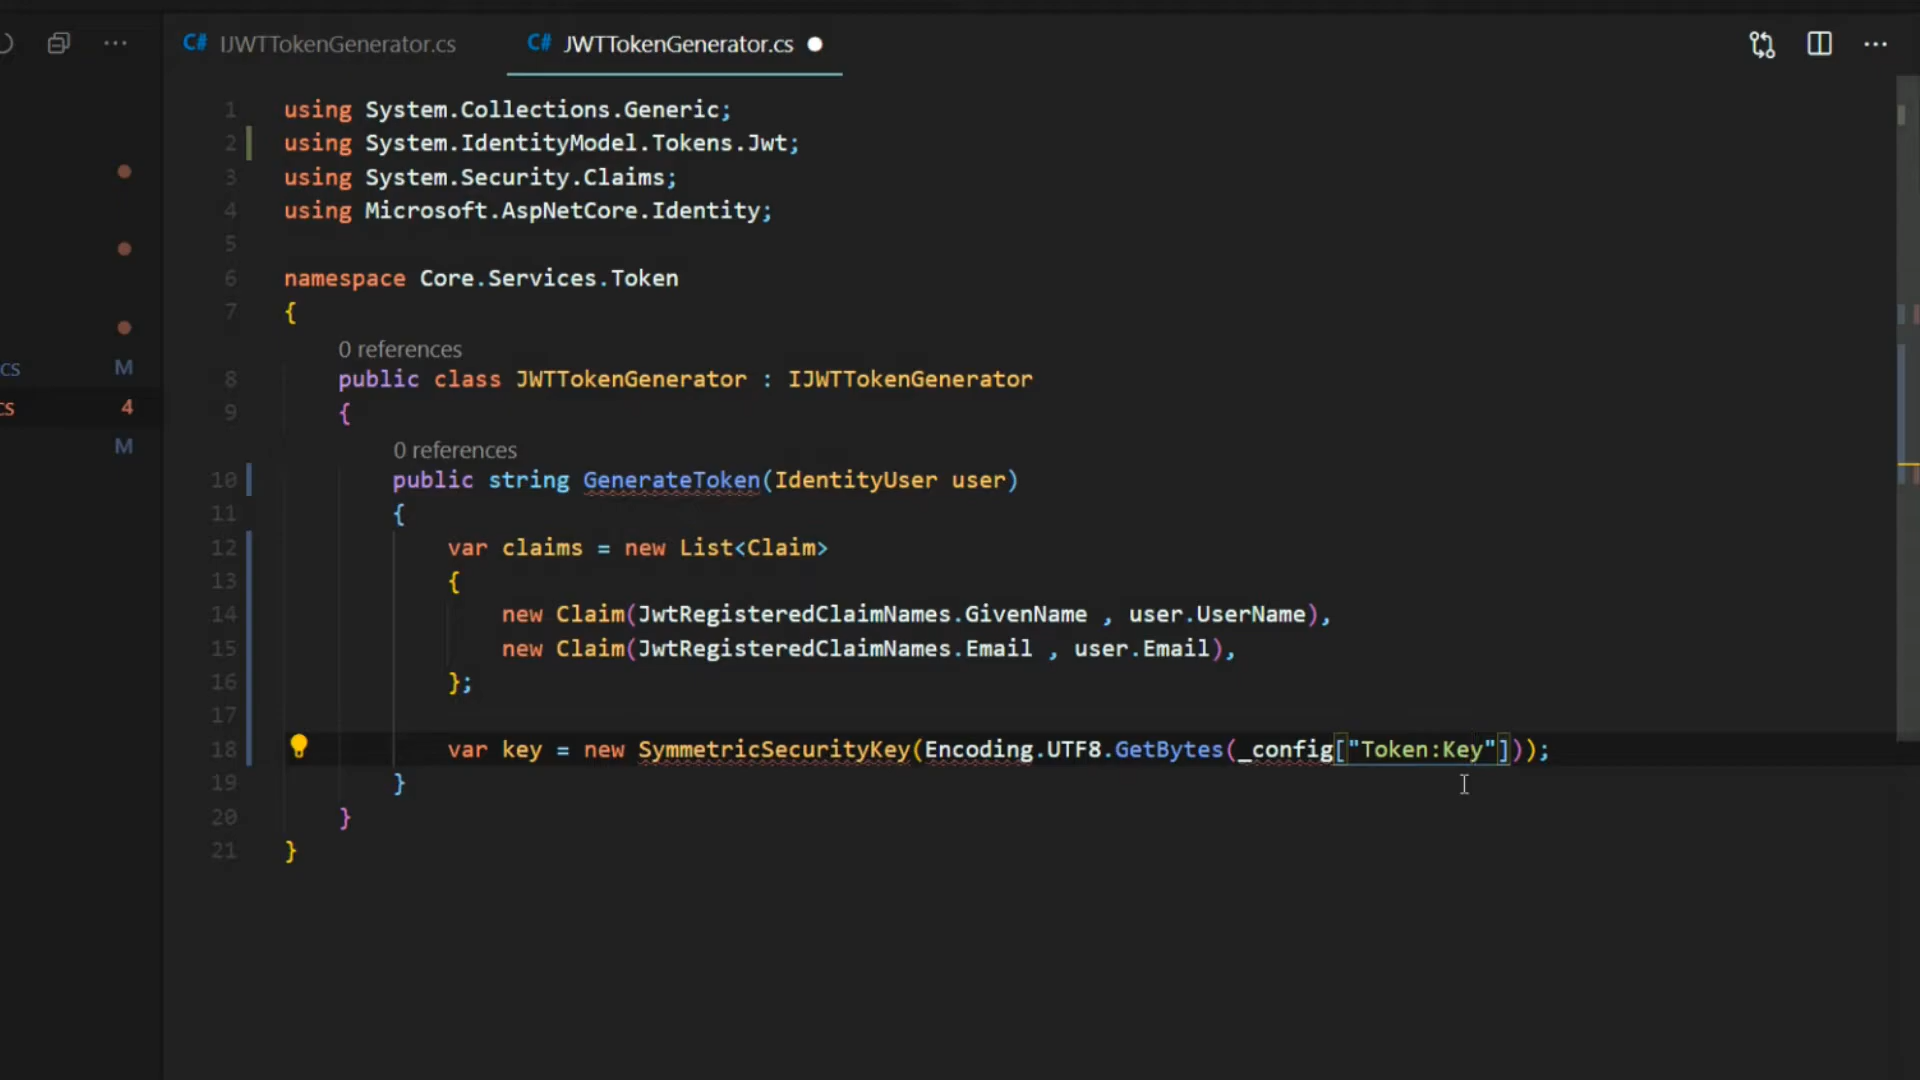 IJWTTokenGenerator.cs
JWTTokenGenerator.cs
1 using System.Collections.Generic;
2 using System.IdentityModel.Tokens.Jwt;
3 using System.Security.Claims;
4 using Microsoft.AspNetCore.Identity;
5
6 namespace Core.Services.Token
7 {
0 references
8 public class JWTTokenGenerator : IJWTTokenGenerator
9 {
0 references
10 public string GenerateToken(IdentityUser user)
11 {
12 var claims = new List<Claim>
13 {
14 new Claim(JwtRegisteredClaimNames.GivenName , user.UserName),
15 new Claim(JwtRegisteredClaimNames.Email , user.Email),
16 };
17
18 var key = new SymmetricSecurityKey(Encoding.UTF8.GetBytes(_config["Token:Key"]));
19 }
20 }
21 }
cs M
cs 4
M